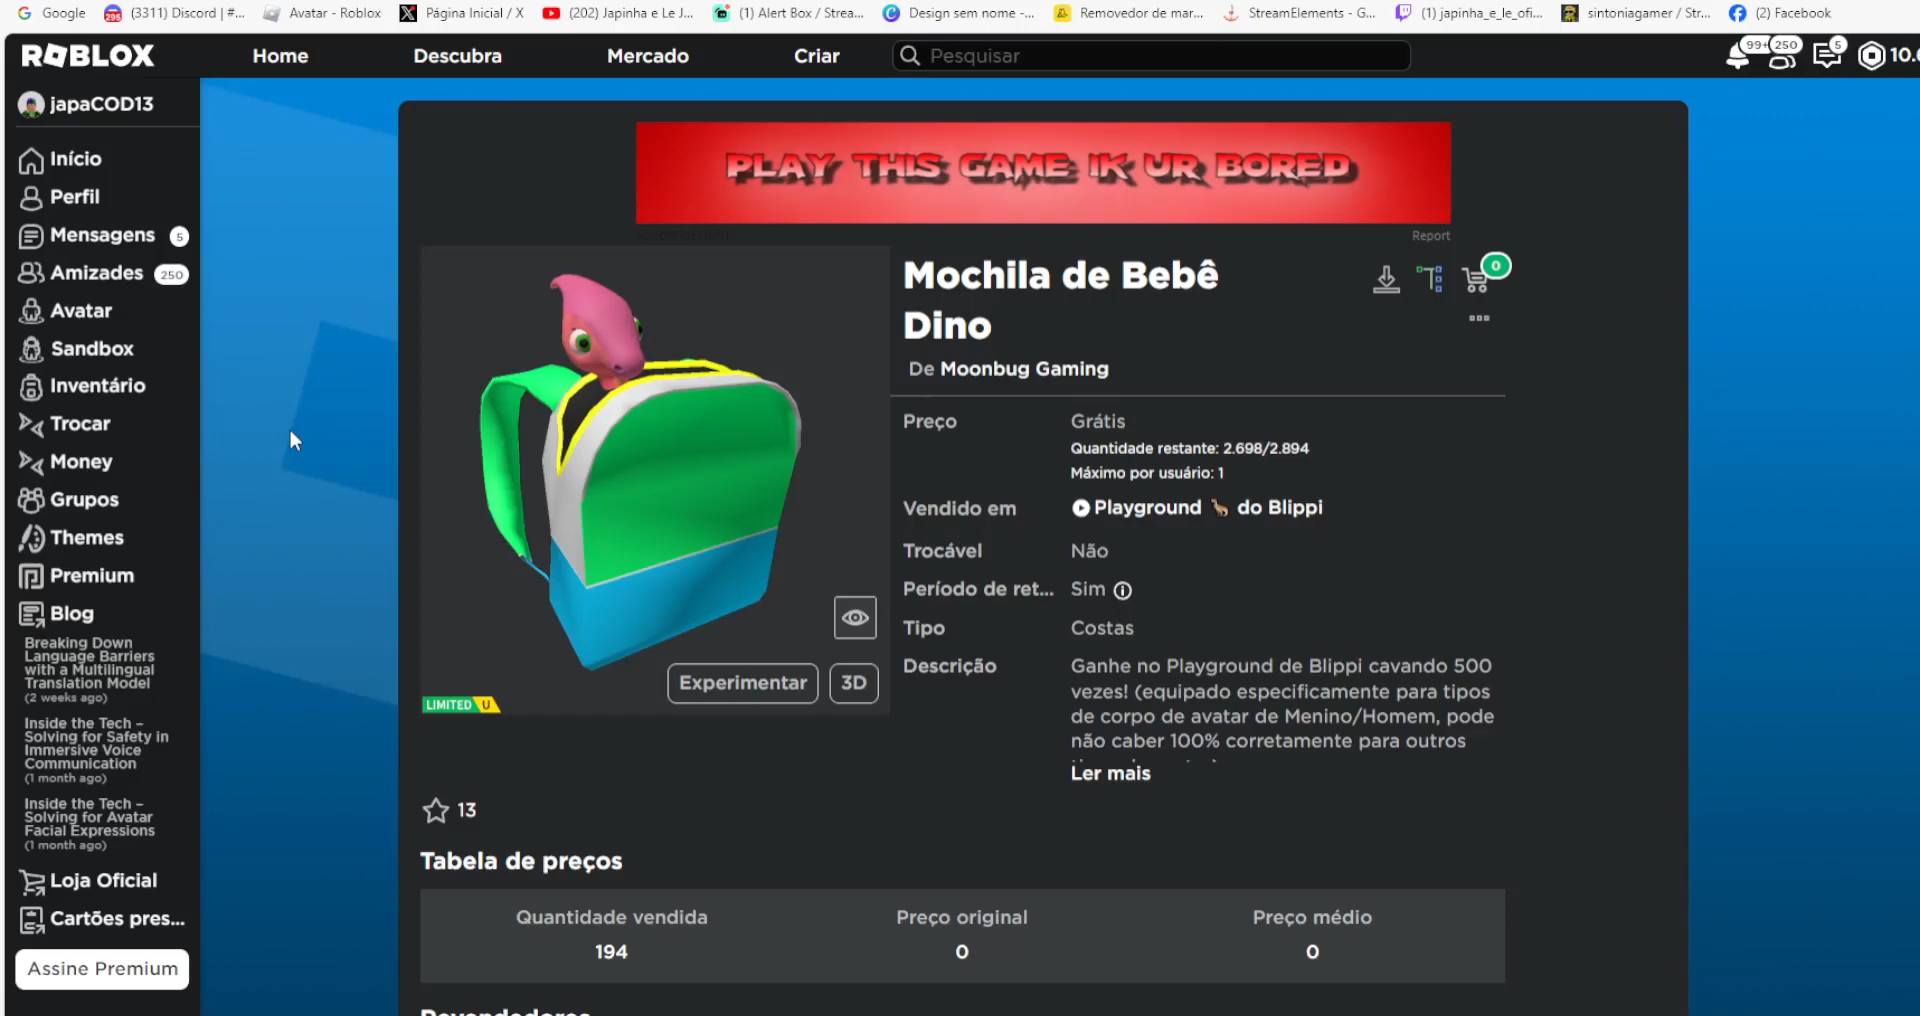 Google
(3311) Discord | #...
Avatar - Roblox
Página Inicial / X
(202) Japinha e Le J...
(1) Alert Box / Strea...
Design sem nome -...
Removedor de mar...
StreamElements - G...
(1) japinha_e_le_ofi...
sintoniagamer / Str...
(2) Facebook
ROBLOX
Home
Descubra
Mercado
Criar
Pesquisar
99+
250
5
japaCOD13
Início
Perfil
Mensagens 5
Amizades 250
Avatar
Sandbox
Inventário
Trocar
Money
Grupos
Themes
Premium
Blog
Breaking Down
Language Barriers
with a Multilingual
Translation Model
(2 weeks ago)
Inside the Tech –
Solving for Safety in
Immersive Voice
Communication
(1 month ago)
Inside the Tech –
Solving for Avatar
Facial Expressions
(1 month ago)
Loja Oficial
Cartões pres...
Assine Premium
PLAY THIS GAME IK UR BORED
Report
Mochila de Bebê
Dino
0
De Moonbug Gaming
Preço Grátis
Quantidade restante: 2.698/2.894
Máximo por usuário: 1
Vendido em Playground do Blippi
Trocável Não
Período de ret... Sim
Tipo Costas
Descrição Ganhe no Playground de Blippi cavando 500
vezes! (equipado especificamente para tipos
de corpo de avatar de Menino/Homem, pode
não caber 100% corretamente para outros
Ler mais
Experimentar
3D
LIMITED U
13
Tabela de preços
Quantidade vendida Preço original Preço médio
194 0 0
Revendedores